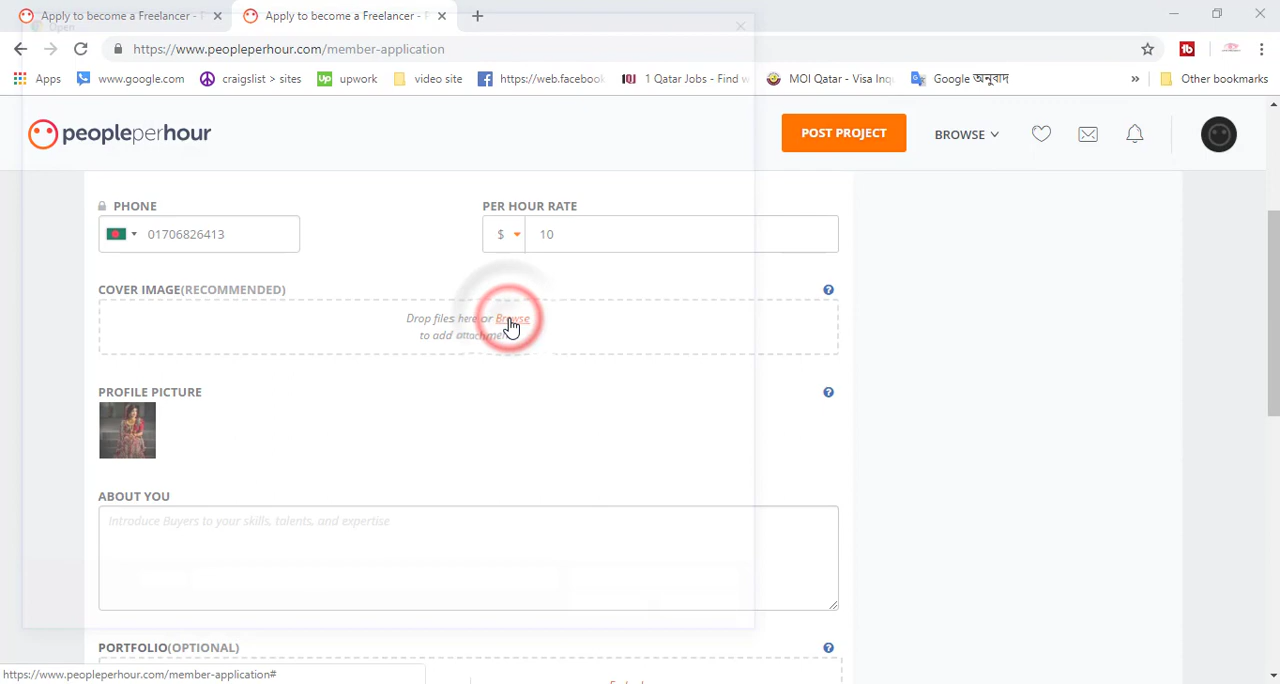 Apply to become a Freelancer - P
Apply to become a Freelancer - P
Open
https://www.peopleperhour.com/member-application
Apps
www.google.com
craigslist > sites
upwork
video site
https://web.facebook
1 Qatar Jobs - Find w
MOI Qatar - Visa Inq
Google অনুবাদ
Other bookmarks
peopleperhour
POST PROJECT
BROWSE
PHONE
PER HOUR RATE
01706826413
$
10
COVER IMAGE(RECOMMENDED)
Drop files here or Browse
to add attachments
PROFILE PICTURE
ABOUT YOU
Introduce Buyers to your skills, talents, and expertise
PORTFOLIO(OPTIONAL)
https://www.peopleperhour.com/member-application#